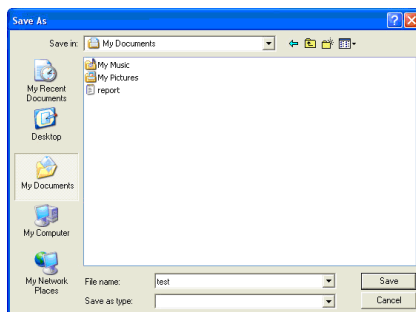 Save As
Save in:
My Documents
My Recent
Documents
Desktop
My Documents
My Computer
My Network
Places
My Music
My Pictures
report
File name:
test
Save
Save as type:
Cancel